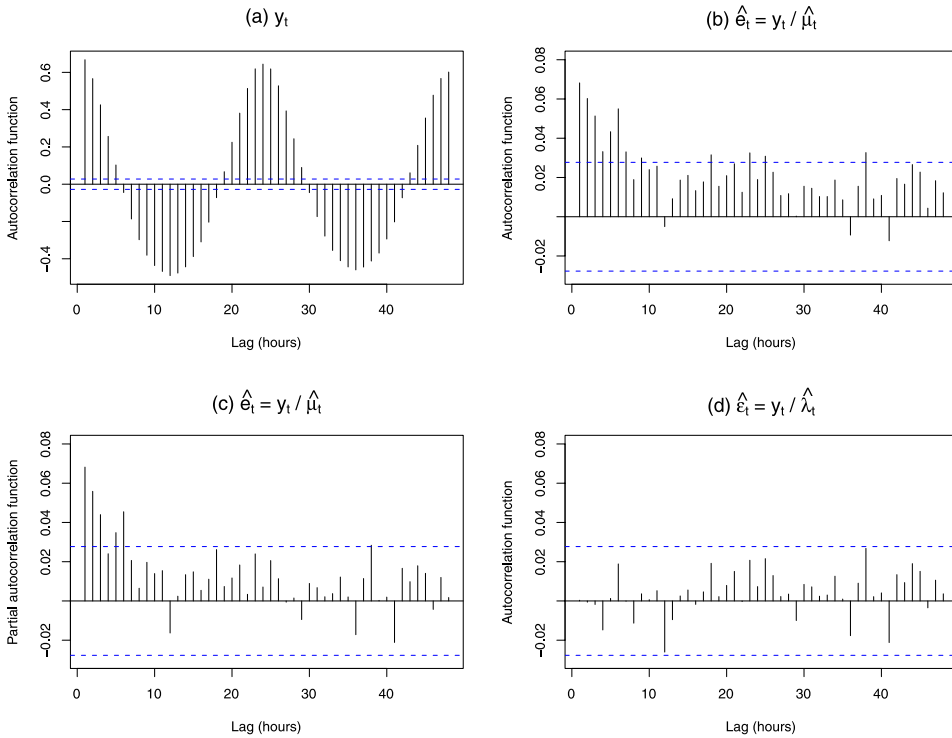 (a) yₜ
Autocorrelation function
−0.4 0.0 0.2 0.4 0.6
0 10 20 30 40
Lag (hours)
(b) êₜ = yₜ / μ̂ₜ
Autocorrelation function
−0.02 0.02 0.04 0.06 0.08
0 10 20 30 40
Lag (hours)
(c) êₜ = yₜ / μ̂ₜ
Partial autocorrelation function
−0.02 0.02 0.04 0.06 0.08
0 10 20 30 40
Lag (hours)
(d) ε̂ₜ = yₜ / λ̂ₜ
Autocorrelation function
−0.02 0.02 0.04 0.06 0.08
0 10 20 30 40
Lag (hours)